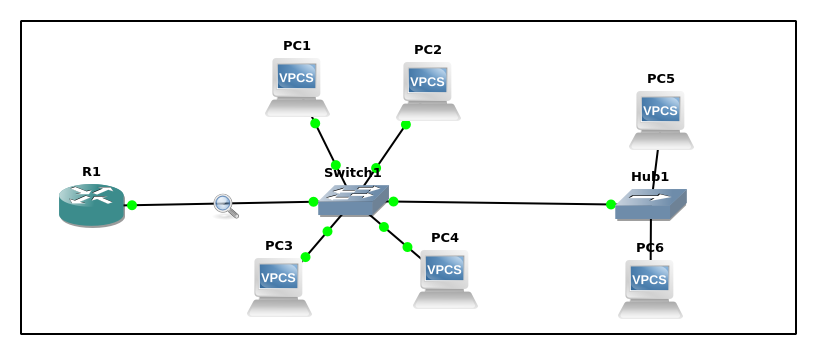 PC1
VPCS
PC2
VPCS
PC5
VPCS
R1
Switch1
Hub1
PC3
VPCS
PC4
VPCS
PC6
VPCS